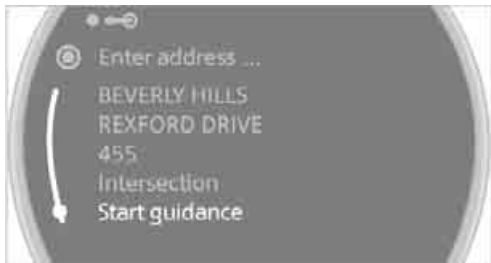 Enter address ...
BEVERLY HILLS
REXFORD DRIVE
455
Intersection
Start guidance